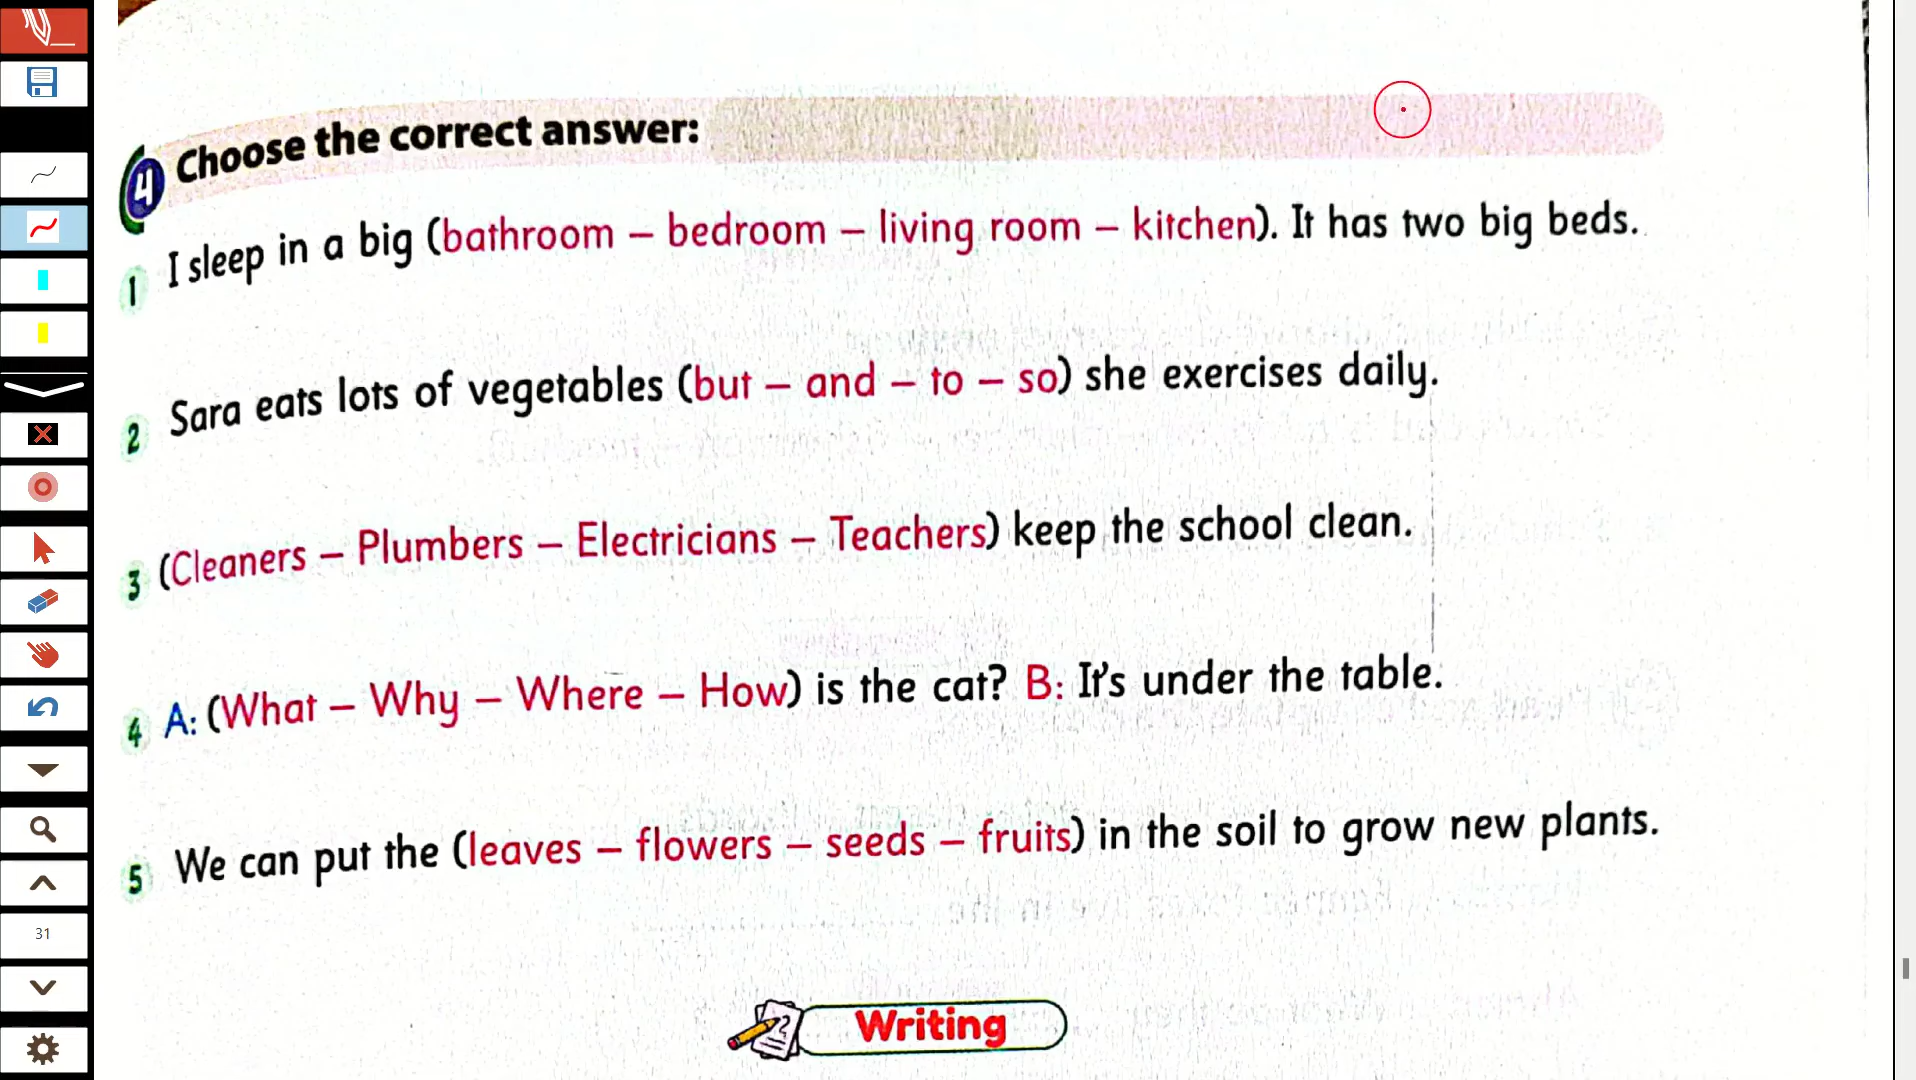 4 Choose the correct answer:
1 I sleep in a big (bathroom – bedroom – living room – kitchen). It has two big beds.
2 Sara eats lots of vegetables (but – and – to – so) she exercises daily.
3 (Cleaners – Plumbers – Electricians – Teachers) keep the school clean.
4 A: (What – Why – Where – How) is the cat? B: It's under the table.
5 We can put the (leaves – flowers – seeds – fruits) in the soil to grow new plants.
31
Writing